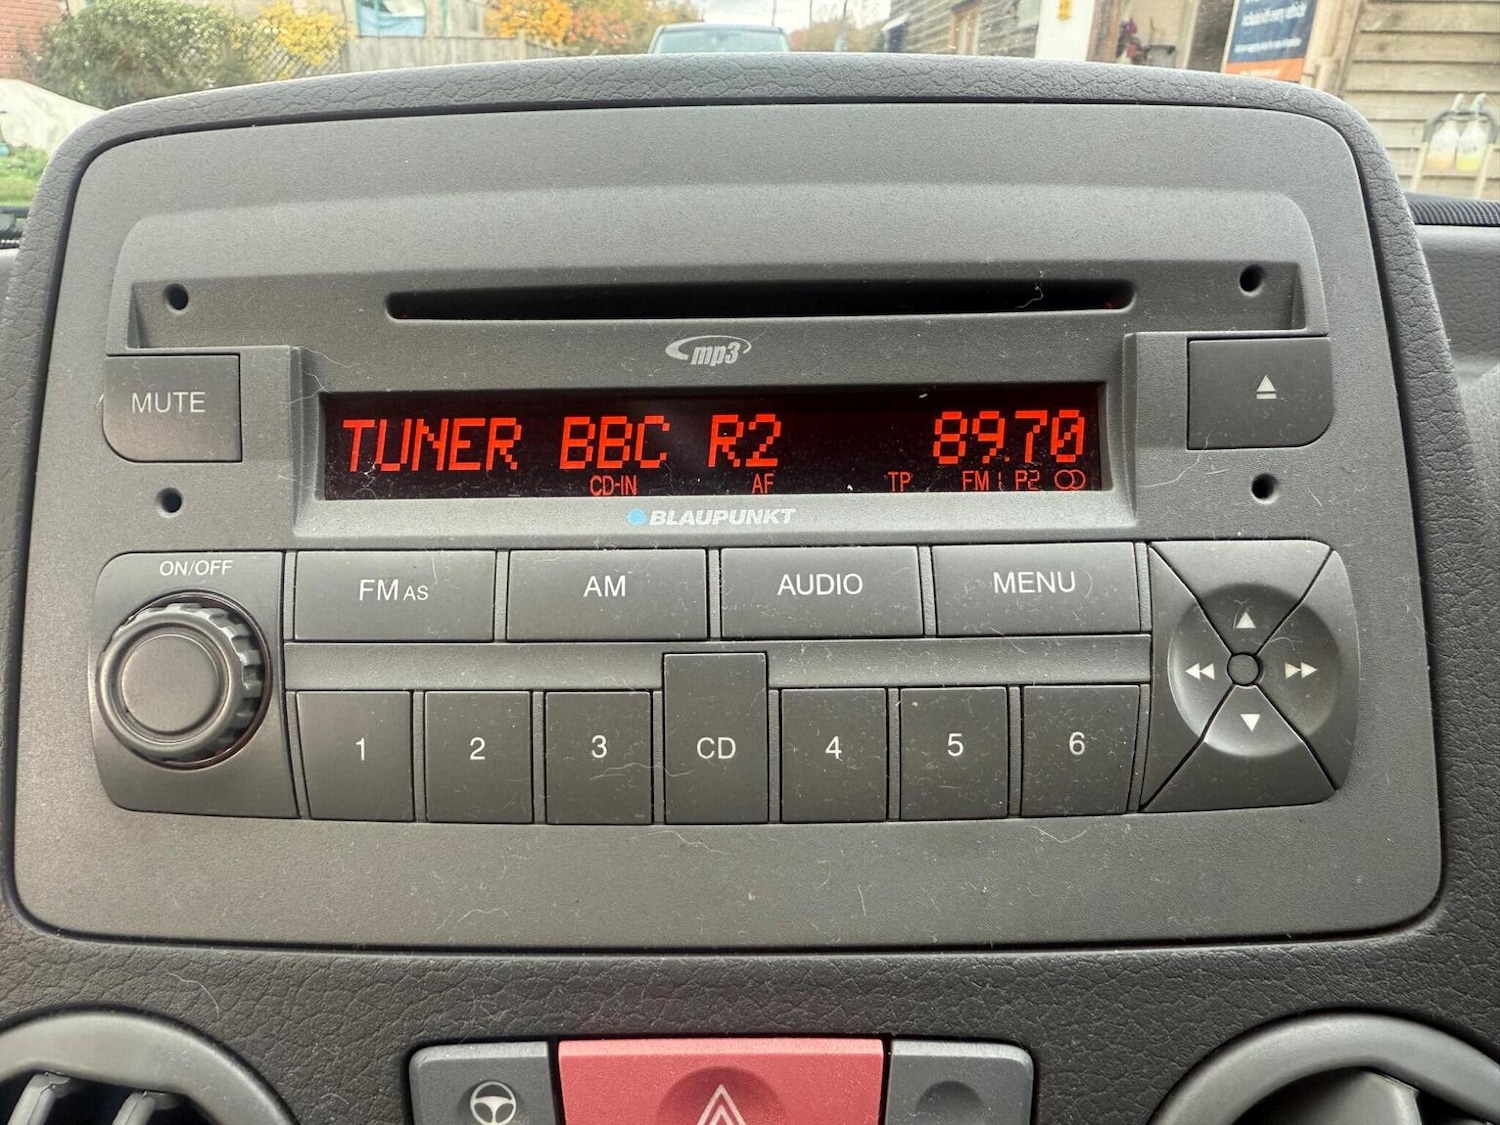 mp3
MUTE
TUNER BBC R2 89.70
CD-IN AF TP FM1 P2
BLAUPUNKT
ON/OFF
FM AS AM AUDIO MENU
1 2 3 CD 4 5 6